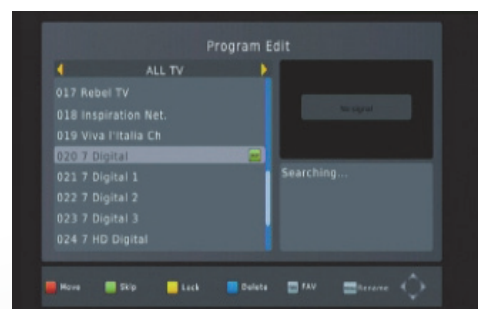 Program Edit
ALL TV
017 Rebel TV
018 Inspiration Net.
019 Viva l'Italia Ch
020 7 Digital
021 7 Digital 1
022 7 Digital 2
023 7 Digital 3
024 7 HD Digital
No signal
Searching...
Move Skip Lock Delete FAV Rename